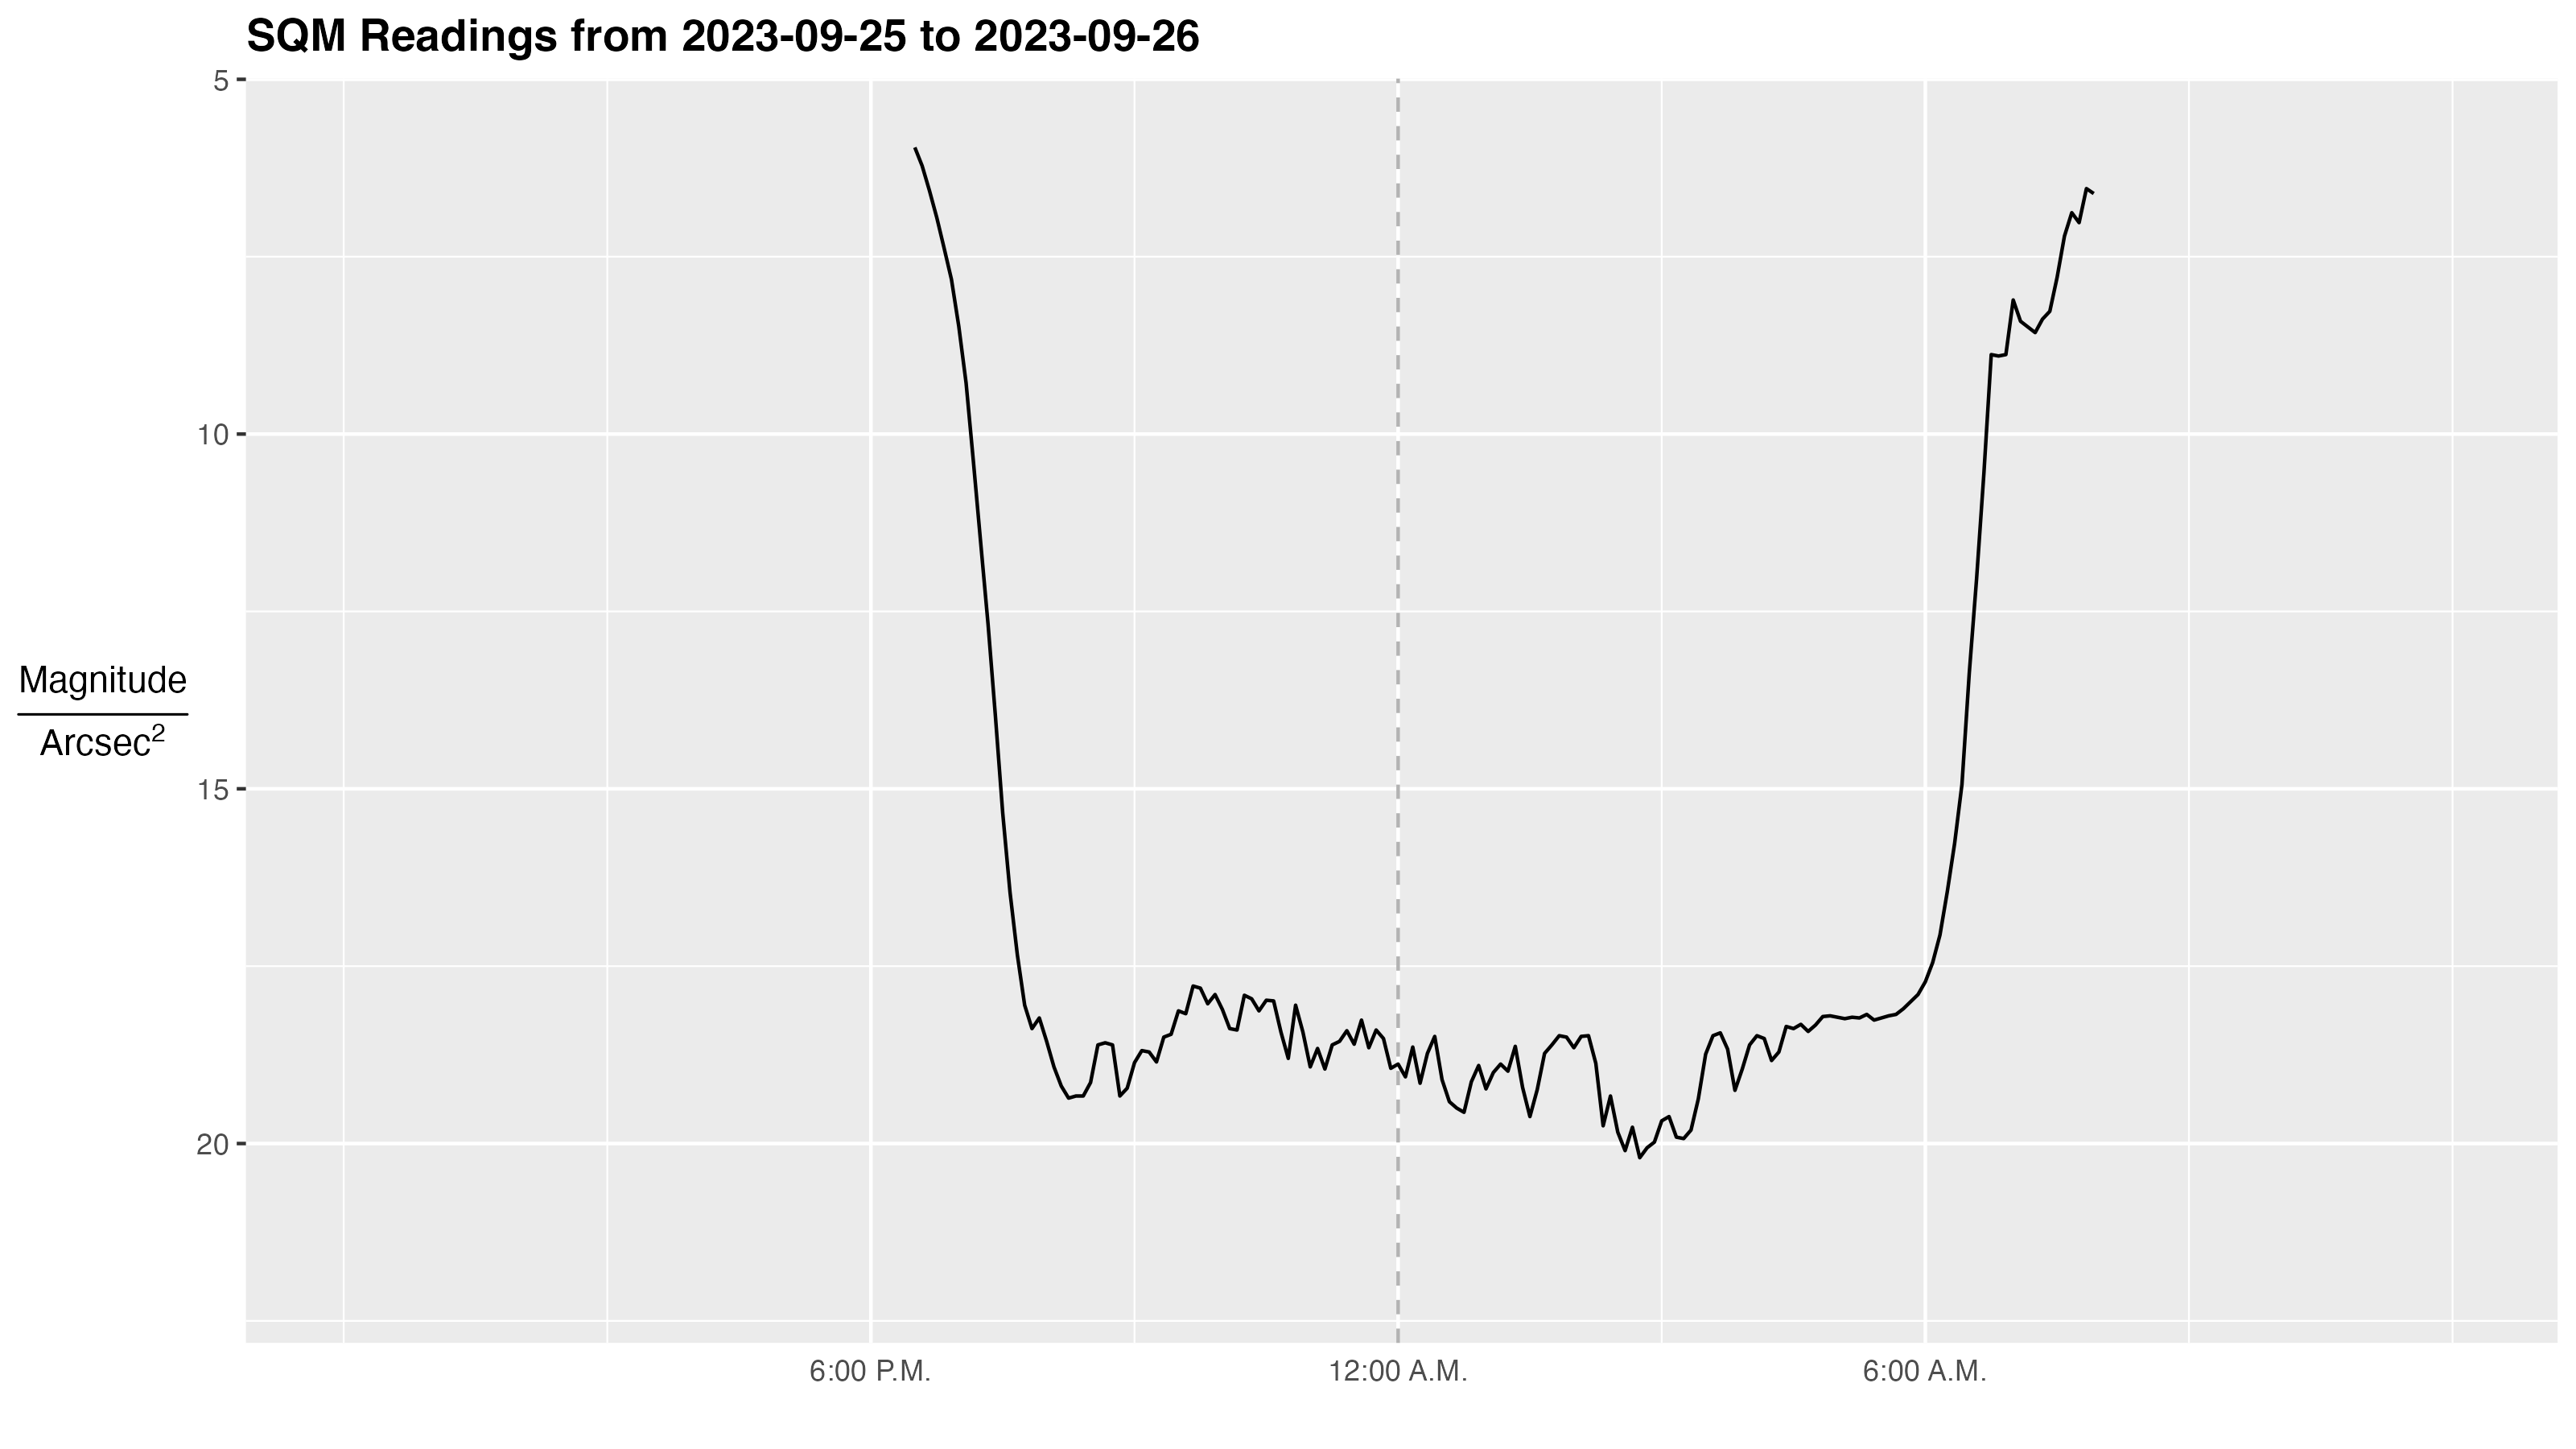 SQM Readings from 2023-09-25 to 2023-09-26
5
10
15
20
Magnitude
Arcsec²
6:00 P.M.
12:00 A.M.
6:00 A.M.